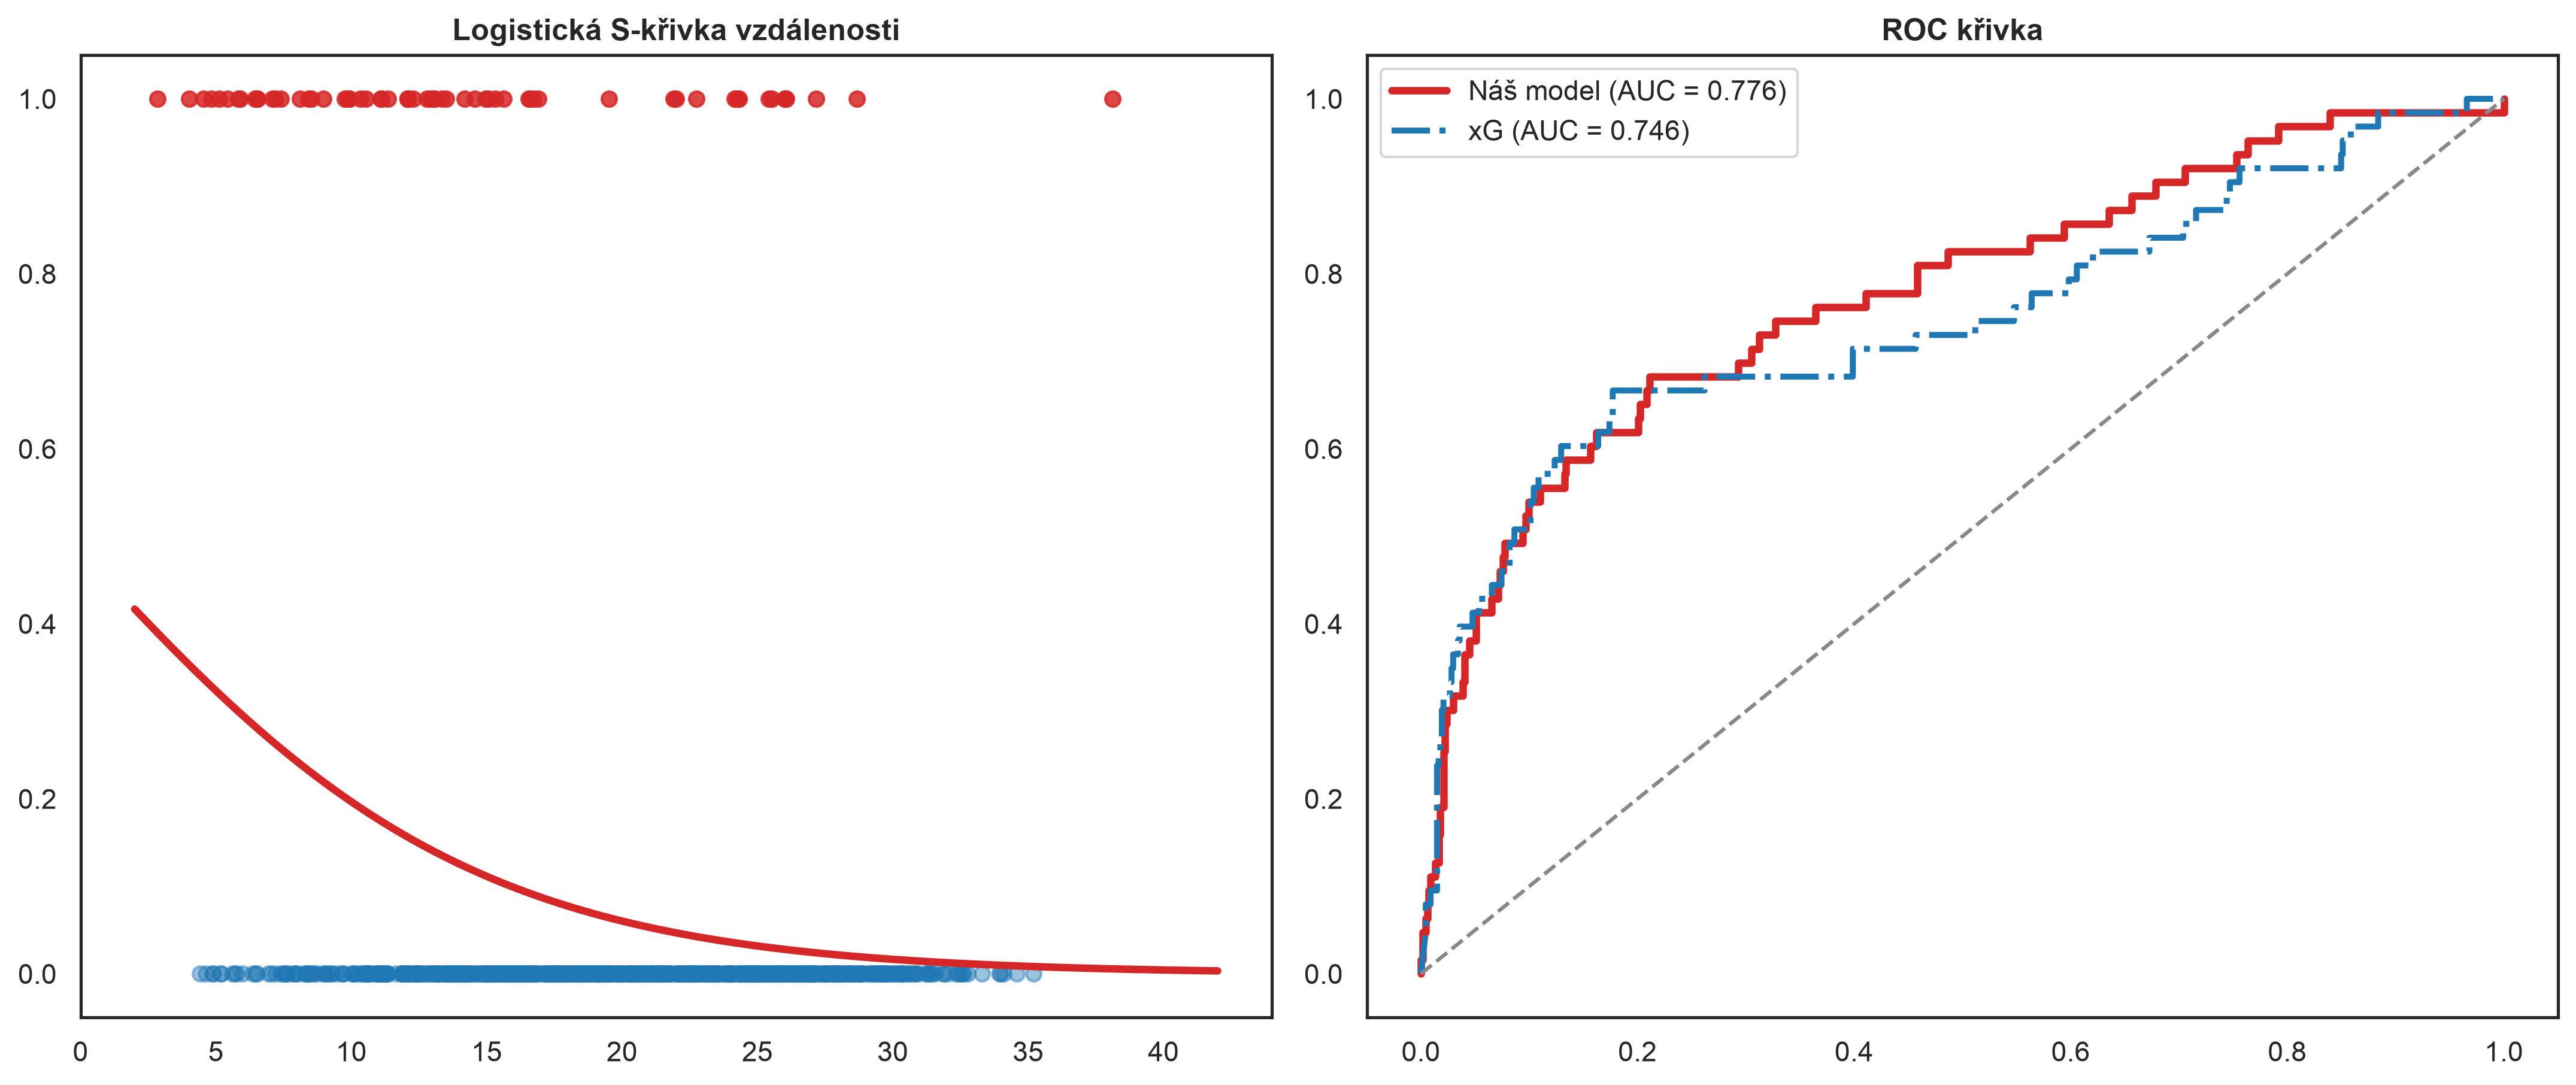 Logistická S-křivka vzdálenosti
1.0
0.8
0.6
0.4
0.2
0.0
0 5 10 15 20 25 30 35 40
ROC křivka
Náš model (AUC = 0.776)
xG (AUC = 0.746)
1.0
0.8
0.6
0.4
0.2
0.0
0.0 0.2 0.4 0.6 0.8 1.0